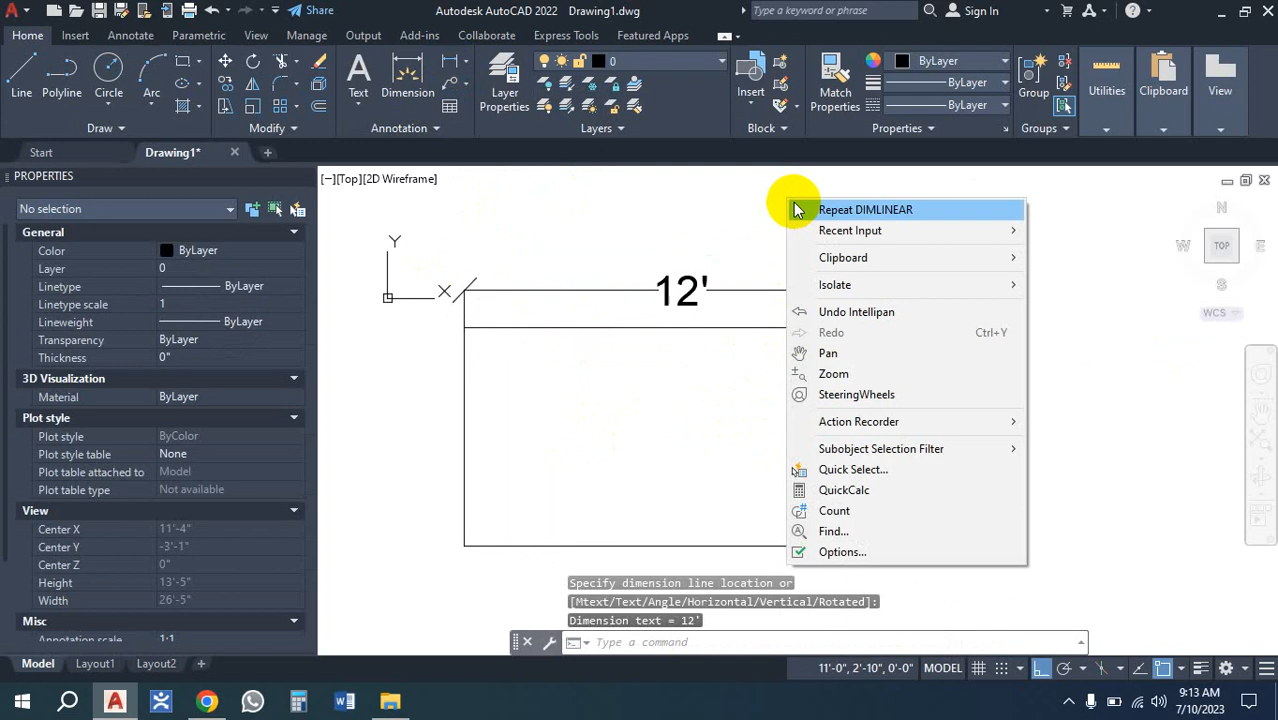 Share
Autodesk AutoCAD 2022 Drawing1.dwg
Type a keyword or phrase
Sign In
Home Insert Annotate Parametric View Manage Output Add-ins Collaborate Express Tools Featured Apps
0
ByLayer
ByLayer
ByLayer
Line Polyline Circle Arc
Text Dimension
Layer Properties
Insert
Match Properties
Group
Utilities
Clipboard
View
Draw Modify Annotation Layers Block Properties Groups
Start Drawing1*
PROPERTIES
No selection
General
Color ByLayer
Layer 0
Linetype ByLayer
Linetype scale 1
Lineweight ByLayer
Transparency ByLayer
Thickness 0"
3D Visualization
Material ByLayer
Plot style
Plot style ByColor
Plot style table None
Plot table attached to Model
Plot table type Not available
View
Center X 11'-4"
Center Y -3'-1"
Center Z 0"
Height 13'-5"
Width 26'-5"
Misc
Annotation scale 1:1
[−][Top][2D Wireframe]
Y
X
12'
Repeat DIMLINEAR
Recent Input
Clipboard
Isolate
Undo Intellipan
Redo Ctrl+Y
Pan
Zoom
SteeringWheels
Action Recorder
Subobject Selection Filter
Quick Select...
QuickCalc
Count
Find...
Options...
N
W TOP E
S
WCS
Specify dimension line location or
[Mtext/Text/Angle/Horizontal/Vertical/Rotated]:
Dimension text = 12'
Type a command
Model Layout1 Layout2
11'-0", 2'-10", 0'-0" MODEL
9:13 AM
7/10/2023